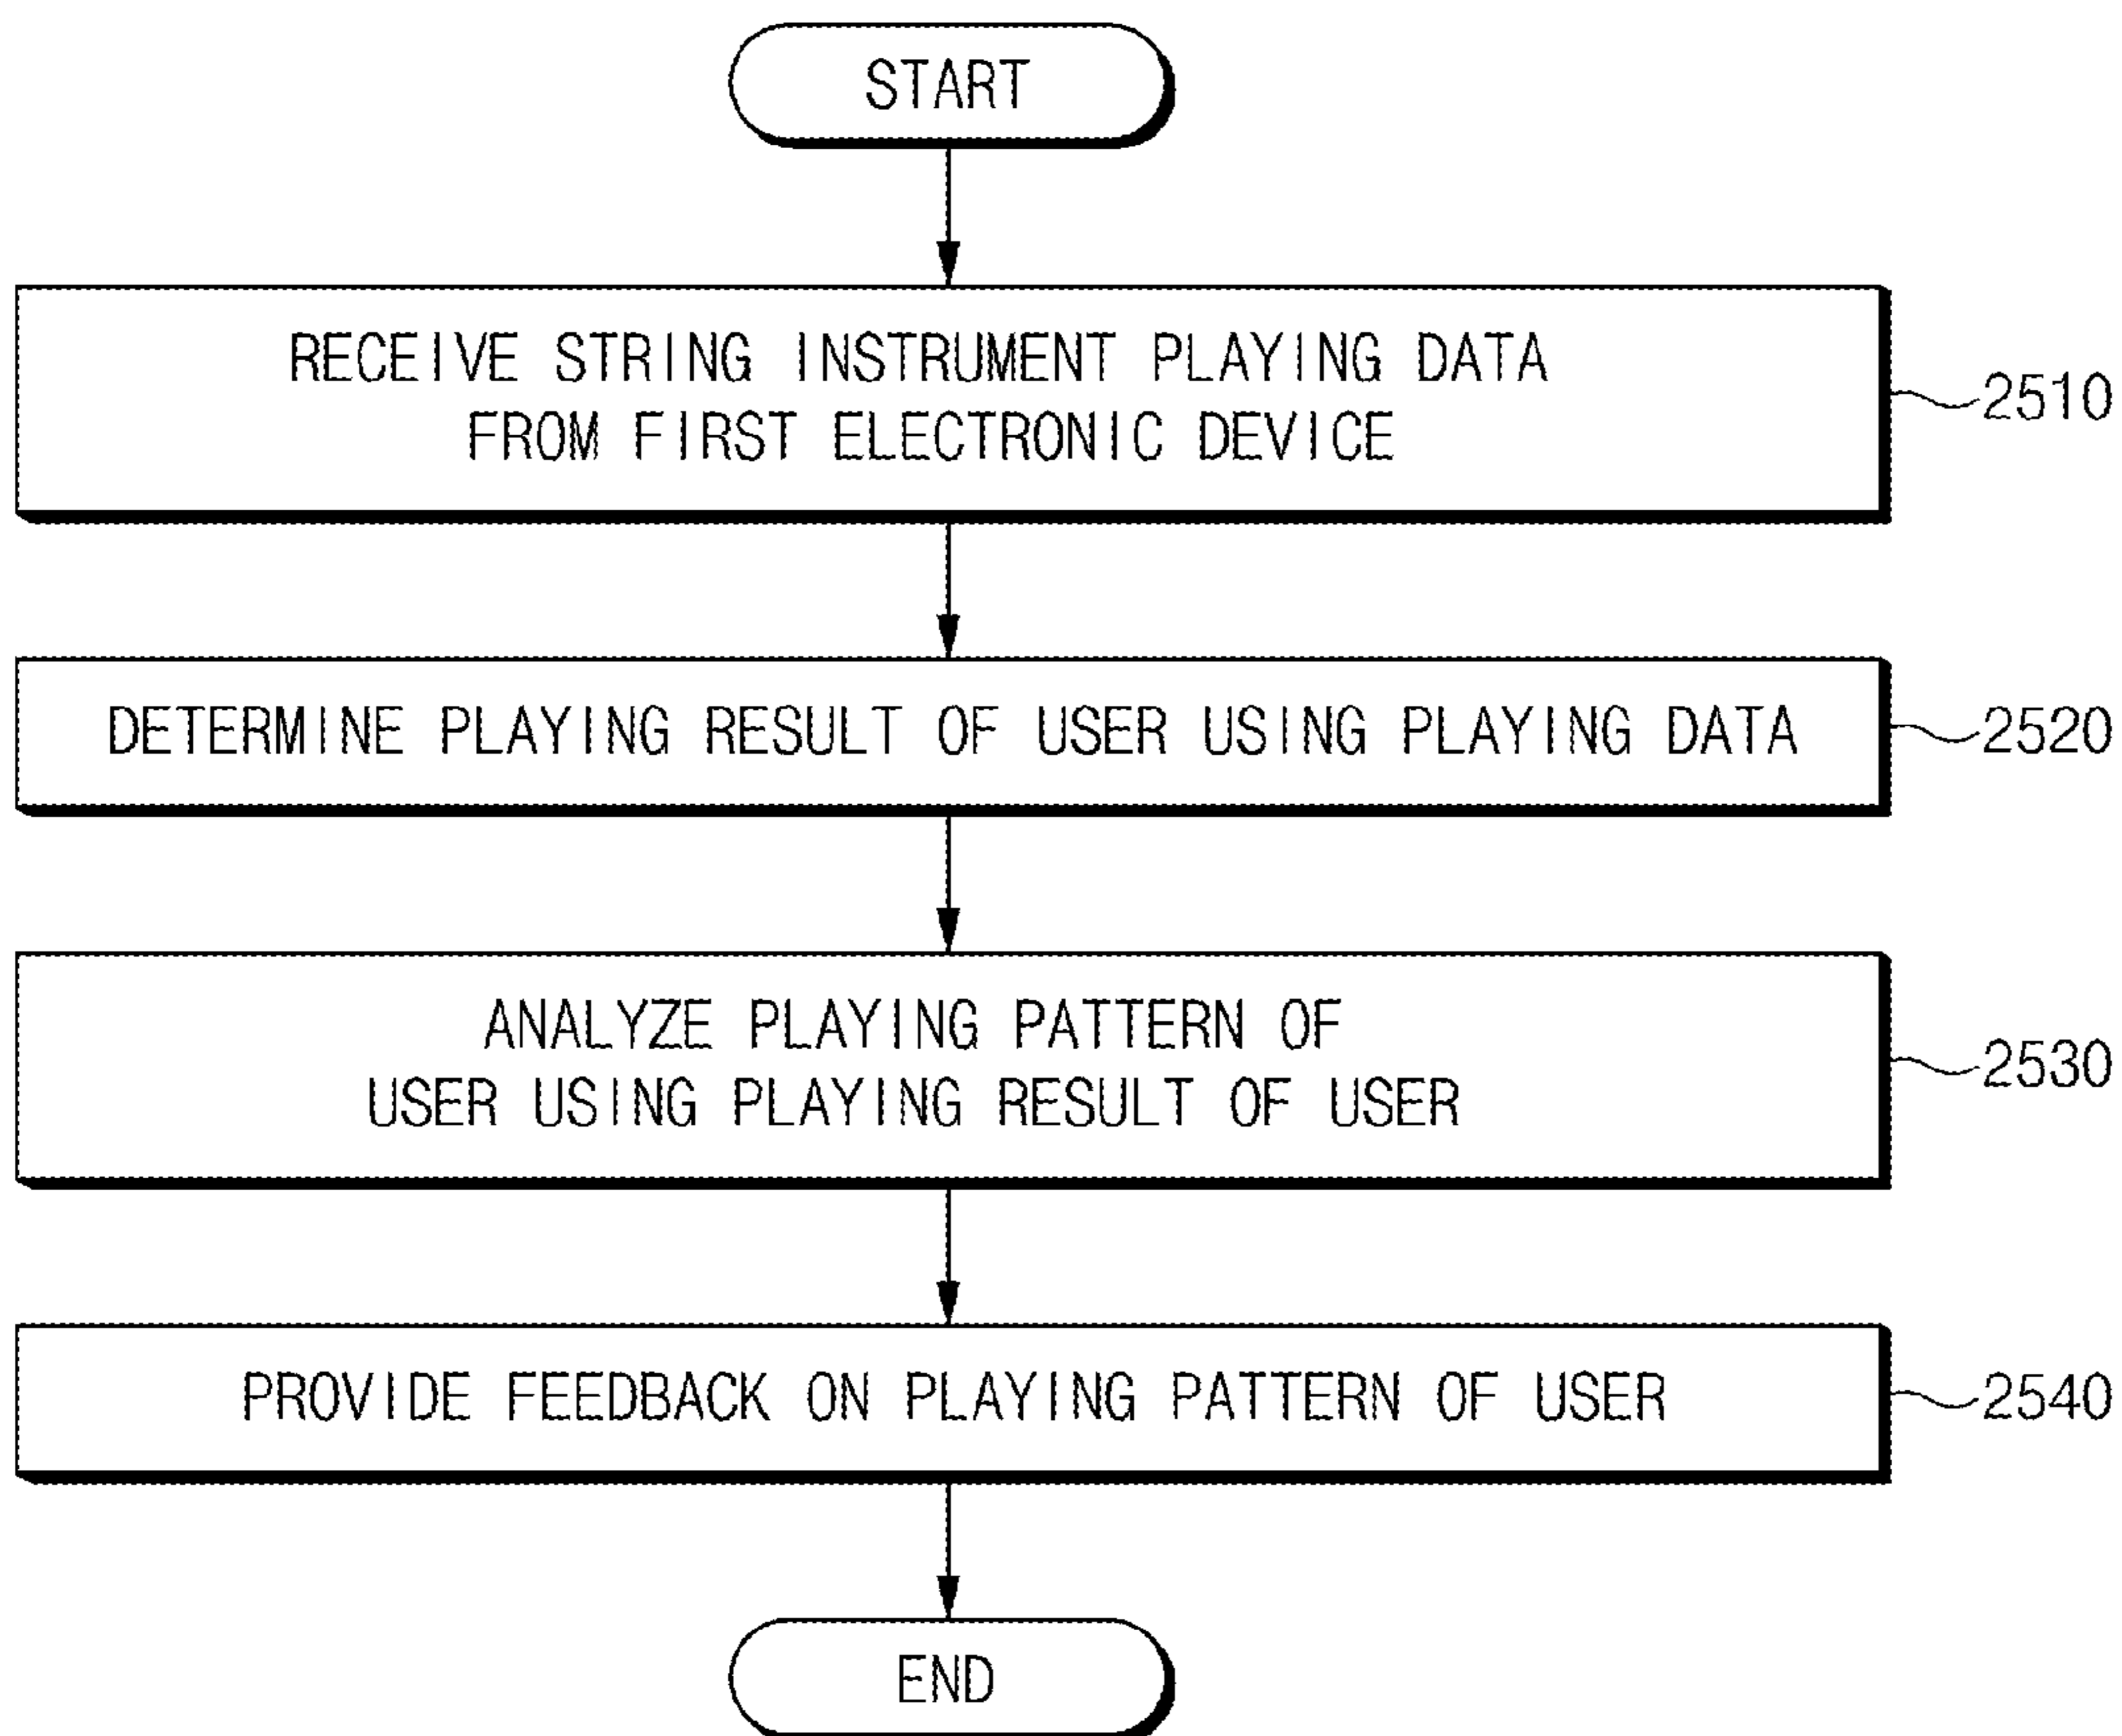 START
RECEIVE STRING INSTRUMENT PLAYING DATA
FROM FIRST ELECTRONIC DEVICE
2510
DETERMINE PLAYING RESULT OF USER USING PLAYING DATA
2520
ANALYZE PLAYING PATTERN OF
USER USING PLAYING RESULT OF USER
2530
PROVIDE FEEDBACK ON PLAYING PATTERN OF USER
2540
END